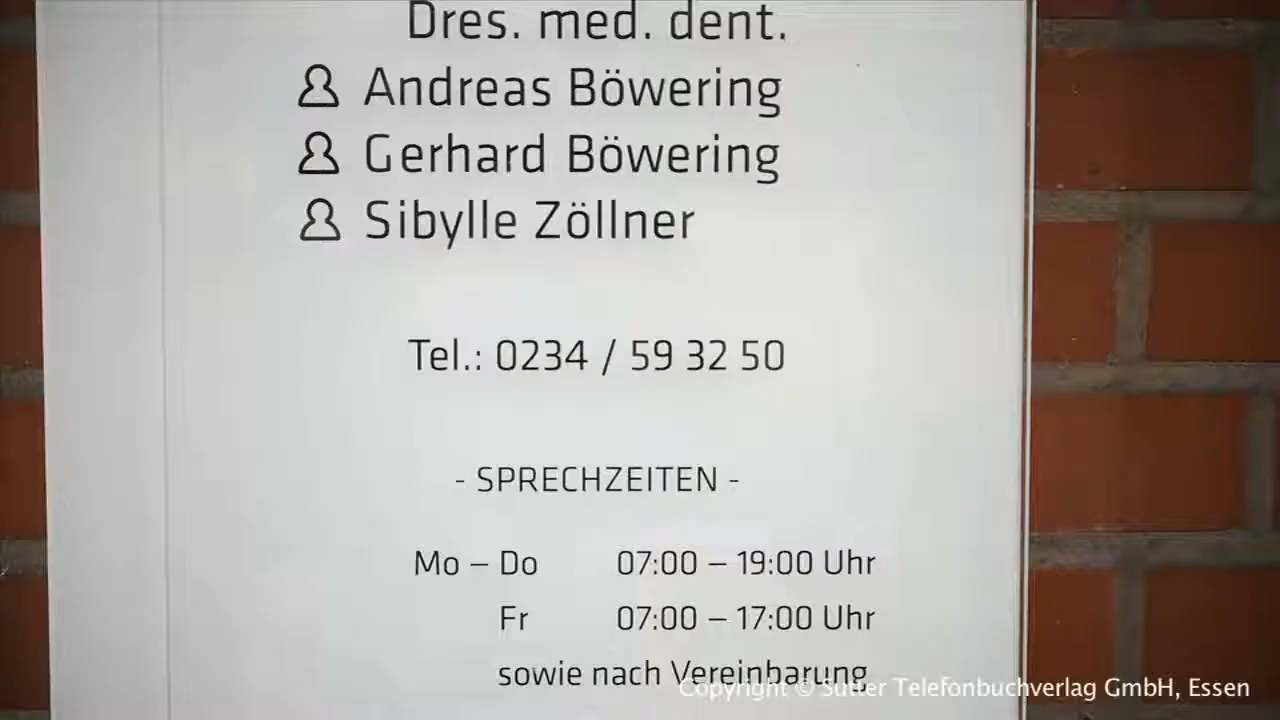 Dres. med. dent.
Andreas Böwering
Gerhard Böwering
Sibylle Zöllner
Tel.: 0234 / 59 32 50
- SPRECHZEITEN -
Mo – Do 07:00 – 19:00 Uhr
Fr 07:00 – 17:00 Uhr
sowie nach Vereinbarung
Copyright © Sutter Telefonbuchverlag GmbH, Essen